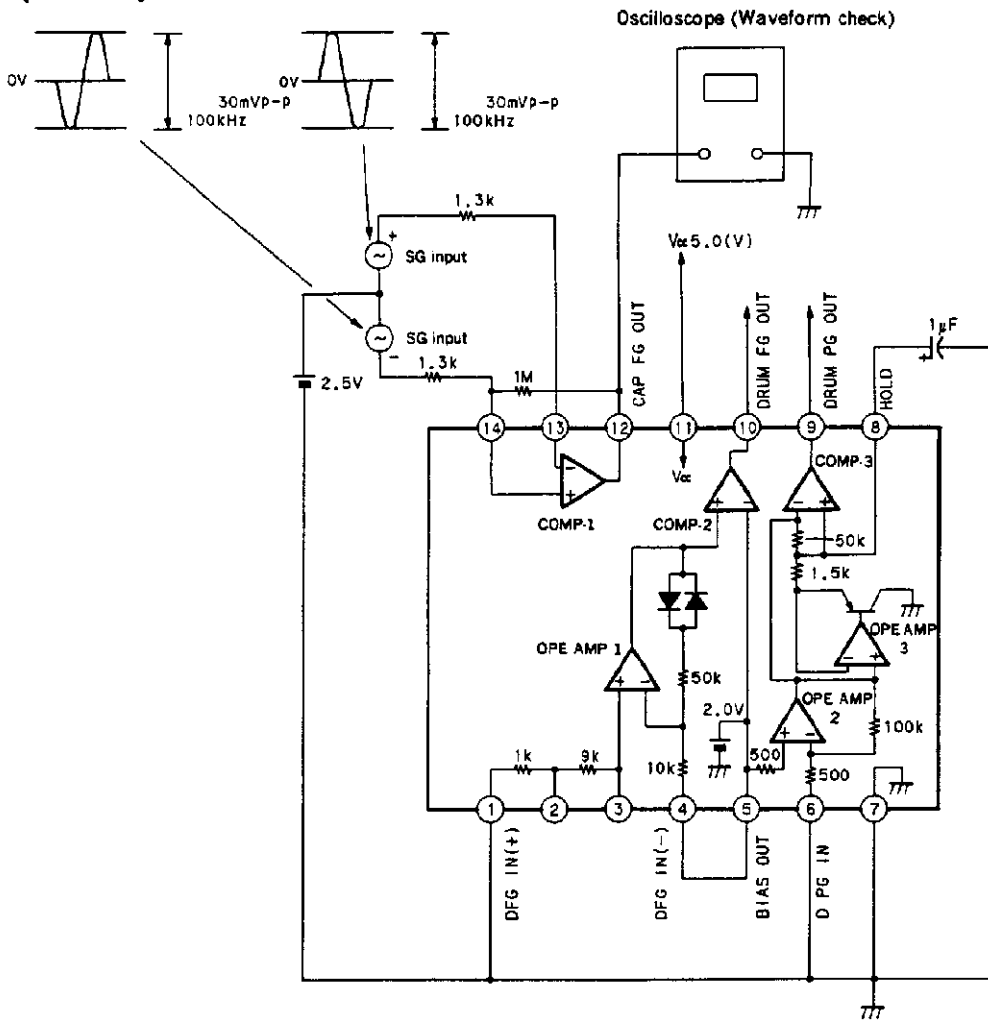 Oscilloscope (Waveform check)
0V
30mVp-p
100kHz
0V
30mVp-p
100kHz
1.3k
+
~
SG input
~
SG input
−
1.3k
1M
2.5V
CAP FG OUT
Vcc 5.0(V)
DRUM FG OUT
DRUM PG OUT
HOLD
1μF
+
14
13
12
11
10
9
8
Vcc
−
+
COMP-1
+
−
COMP-2
−
+
COMP-3
50k
1.5k
OPE AMP 1
+
−
50k
2.0V
OPE AMP
3
−
+
OPE AMP
2
+
−
100k
1k
9k
10k
500
500
1
2
3
4
5
6
7
DFG IN(+)
DFG IN(−)
BIAS OUT
D PG IN